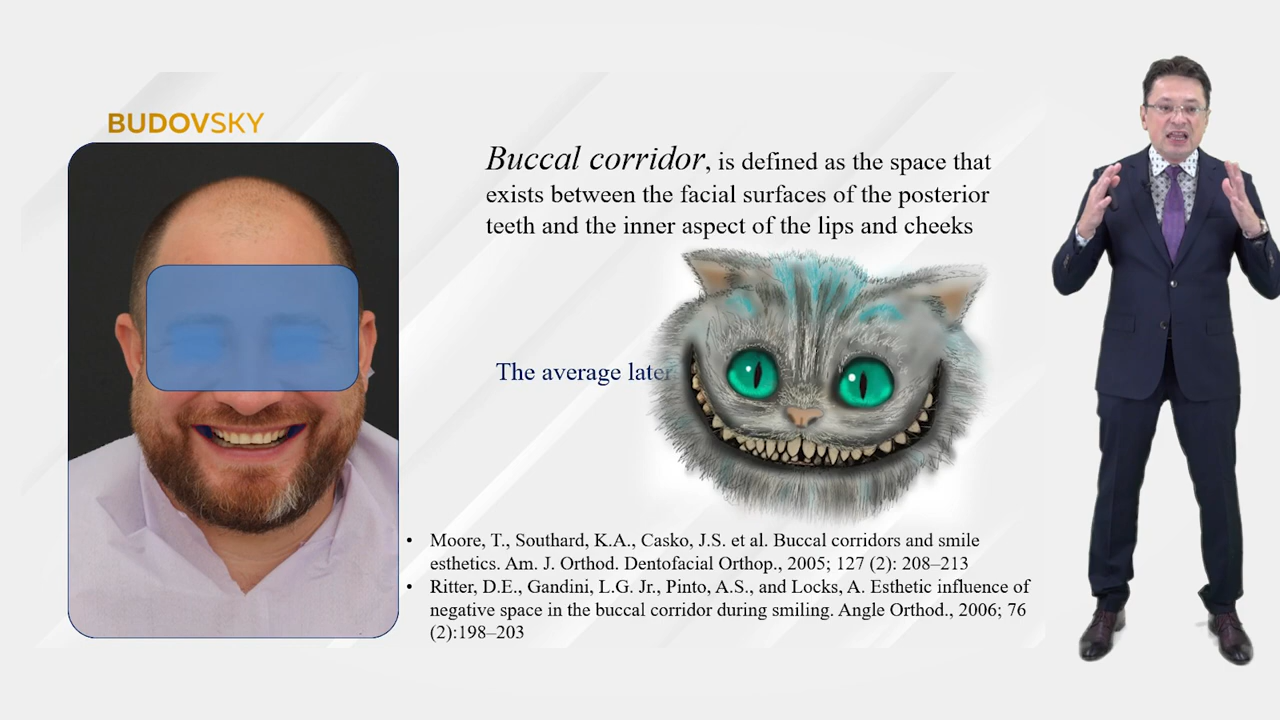 BUDOVSKY
Buccal corridor, is defined as the space that
exists between the facial surfaces of the posterior
teeth and the inner aspect of the lips and cheeks
The average later
• Moore, T., Southard, K.A., Casko, J.S. et al. Buccal corridors and smile
esthetics. Am. J. Orthod. Dentofacial Orthop., 2005; 127 (2): 208–213
• Ritter, D.E., Gandini, L.G. Jr., Pinto, A.S., and Locks, A. Esthetic influence of
negative space in the buccal corridor during smiling. Angle Orthod., 2006; 76
(2):198–203